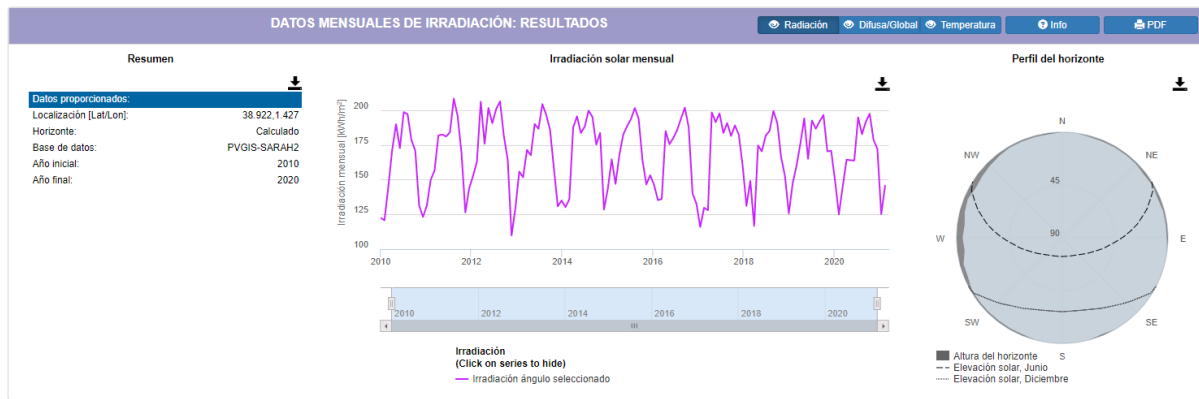 DATOS MENSUALES DE IRRADIACIÓN: RESULTADOS
Radiación
Difusa/Global
Temperatura
Info
PDF
Resumen
Datos proporcionados:
Localización [Lat/Lon]: 38.922,1.427
Horizonte: Calculado
Base de datos: PVGIS-SARAH2
Año inicial: 2010
Año final: 2020
Irradiación solar mensual
Irradiación mensual [kWh/m²]
200
175
150
125
100
2010 2012 2014 2016 2018 2020
2010 2012 2014 2016 2018 2020
Irradiación
(Click on series to hide)
Irradiación ángulo seleccionado
Perfil del horizonte
N
NW NE
45
W 90 E
SW SE
S
Altura del horizonte
Elevación solar, Junio
Elevación solar, Diciembre